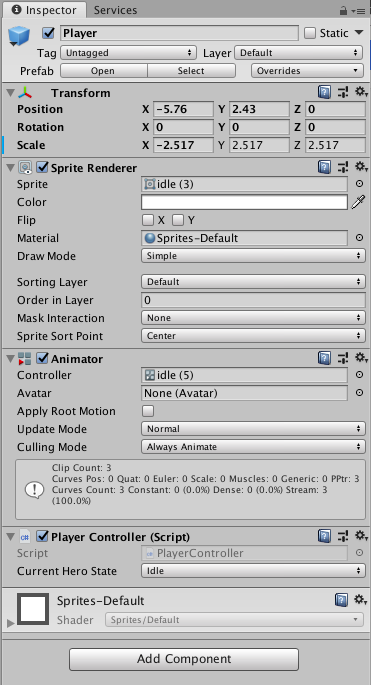 Inspector Services
Player Static
Tag Untagged Layer Default
Prefab Open Select Overrides
Transform
Position X -5.76 Y 2.43 Z 0
Rotation X 0 Y 0 Z 0
Scale X -2.517 Y 2.517 Z 2.517
Sprite Renderer
Sprite idle (3)
Color
Flip X Y
Material Sprites-Default
Draw Mode Simple
Sorting Layer Default
Order in Layer 0
Mask Interaction None
Sprite Sort Point Center
Animator
Controller idle (5)
Avatar None (Avatar)
Apply Root Motion
Update Mode Normal
Culling Mode Always Animate
Clip Count: 3
Curves Pos: 0 Quat: 0 Euler: 0 Scale: 0 Muscles: 0 Generic: 0 PPtr: 3
Curves Count: 3 Constant: 0 (0.0%) Dense: 0 (0.0%) Stream: 3
(100.0%)
Player Controller (Script)
Script PlayerController
Current Hero State Idle
Sprites-Default
Shader Sprites/Default
Add Component